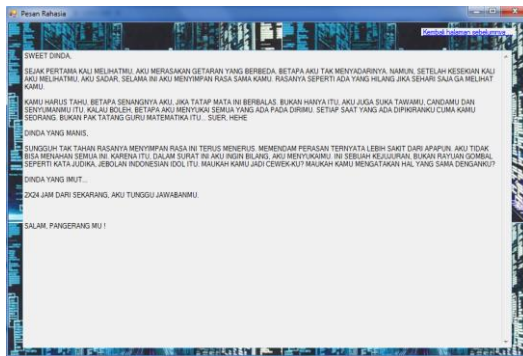 Pesan Rahasia
Kembali halaman sebelumnya...
SWEET DINDA,
SEJAK PERTAMA KALI MELIHATMU, AKU MERASAKAN GETARAN YANG BERBEDA. BETAPA AKU TAK MENYADARINYA. NAMUN, SETELAH KESEKIAN KALI
AKU MELIHATMU, AKU SADAR, SELAMA INI AKU MENYIMPAN RASA SAMA KAMU. RASANYA SEPERTI ADA YANG HILANG JIKA SEHARI SAJA GA MELIHAT
KAMU.
KAMU HARUS TAHU, BETAPA SENANGNYA AKU, JIKA TATAP MATA INI BERBALAS. BUKAN HANYA ITU, AKU JUGA SUKA TAWAMU, CANDAMU DAN
SENYUMANMU ITU. KALAU BOLEH, BETAPA AKU MENYUKAI SEMUA YANG ADA PADA DIRIMU. SETIAP SAAT YANG ADA DIPIKIRANKU CUMA KAMU
SEORANG. BUKAN PAK TATANG GURU MATEMATIKA ITU... SUER, HEHE
DINDA YANG MANIS,
SUNGGUH TAK TAHAN RASANYA MENYIMPAN RASA INI TERUS MENERUS. MEMENDAM PERASAN TERNYATA LEBIH SAKIT DARI APAPUN. AKU TIDAK
BISA MENAHAN SEMUA INI. KARENA ITU, DALAM SURAT INI AKU INGIN BILANG, AKU MENYUKAIMU. INI SEBUAH KEJUJURAN, BUKAN RAYUAN GOMBAL
SEPERTI KATA JUDIKA, JEBOLAN INDONESIAN IDOL ITU. MAUKAH KAMU JADI CEWEK-KU? MAUKAH KAMU MENGATAKAN HAL YANG SAMA DENGANKU?
DINDA YANG IMUT...
2X24 JAM DARI SEKARANG, AKU TUNGGU JAWABANMU.
SALAM, PANGERANG MU !